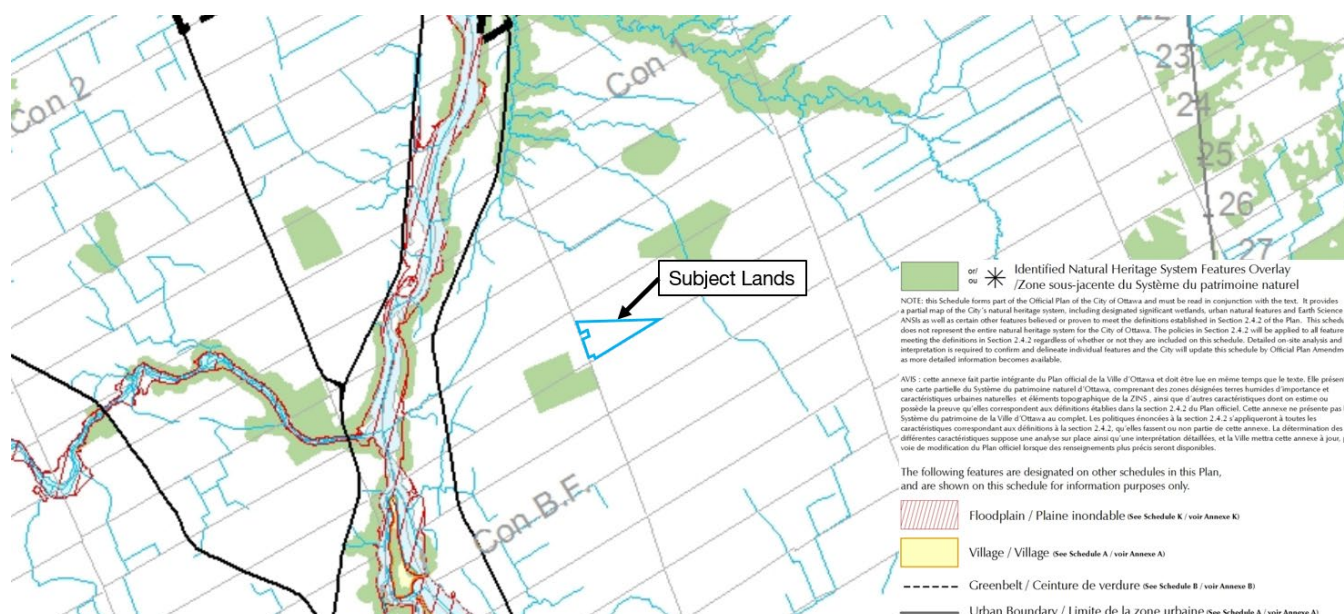 Con 2
Con 1
22
23
24
25
26
27
Subject Lands
Con B.F.
or/
ou
Identified Natural Heritage System Features Overlay
/Zone sous-jacente du Système du patrimoine naturel
NOTE: this Schedule forms part of the Official Plan of the City of Ottawa and must be read in conjunction with the text. It provides
a partial map of the City's natural heritage system, including designated significant wetlands, urban natural features and Earth Science
ANSIs as well as certain other features believed or proven to meet the definitions established in Section 2.4.2 of the Plan. This schedu
does not represent the entire natural heritage system for the City of Ottawa. The policies in Section 2.4.2 will be applied to all feature
meeting the definitions in Section 2.4.2 regardless of whether or not they are included on this schedule. Detailed on-site analysis and
interpretation is required to confirm and delineate individual features and the City will update this schedule by Official Plan Amendme
as more detailed information becomes available.
AVIS : cette annexe fait partie intégrante du Plan officiel de la Ville d'Ottawa et doit être lue en même temps que le texte. Elle présen
une carte partielle du Système du patrimoine naturel d'Ottawa, comprenant des zones désignées terres humides d'importance et
caractéristiques urbaines naturelles et éléments topographique de la ZINS , ainsi que d'autres caractéristiques dont on estime ou
possède la preuve qu'elles correspondent aux définitions établies dans la section 2.4.2 du Plan officiel. Cette annexe ne présente pas
Système du patrimoine de la Ville d'Ottawa au complet. Les politiques énoncées à la section 2.4.2 s'appliqueront à toutes les
caractéristiques correspondant aux définitions à la section 2.4.2, qu'elles fassent ou non partie de cette annexe. La détermination des
différentes caractéristiques suppose une analyse sur place ainsi qu'une interprétation détaillées, et la Ville mettra cette annexe à jour,
voie de modification du Plan officiel lorsque des renseignements plus précis seront disponibles.
The following features are designated on other schedules in this Plan,
and are shown on this schedule for information purposes only.
Floodplain / Plaine inondable (See Schedule K / voir Annexe K)
Village / Village (See Schedule A / voir Annexe A)
Greenbelt / Ceinture de verdure (See Schedule B / voir Annexe B)
Urban Boundary / Limite de la zone urbaine (See Schedule A / voir Annexe A)